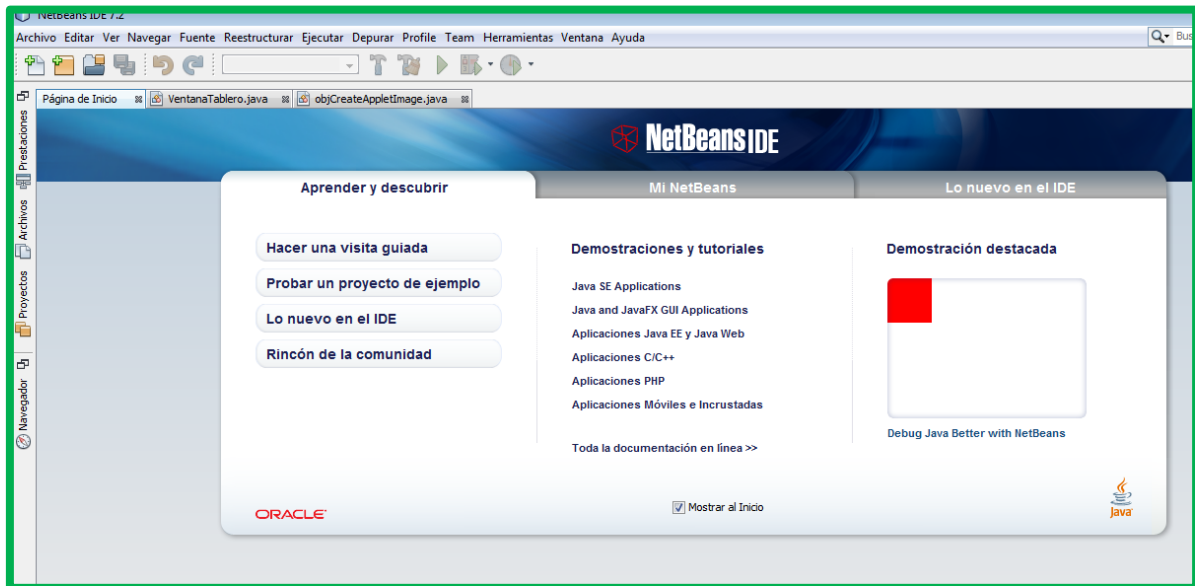 NetBeans IDE 7.2
Archivo Editar Ver Navegar Fuente Reestructurar Ejecutar Depurar Profile Team Herramientas Ventana Ayuda
Bus
Página de Inicio VentanaTablero.java objCreateAppletImage.java
Prestaciones
Archivos
Proyectos
Navegador
NetBeans IDE
Aprender y descubrir Mi NetBeans Lo nuevo en el IDE
Hacer una visita guiada
Probar un proyecto de ejemplo
Lo nuevo en el IDE
Rincón de la comunidad
Demostraciones y tutoriales
Java SE Applications
Java and JavaFX GUI Applications
Aplicaciones Java EE y Java Web
Aplicaciones C/C++
Aplicaciones PHP
Aplicaciones Móviles e Incrustadas
Toda la documentación en línea >>
Demostración destacada
Debug Java Better with NetBeans
ORACLE
Mostrar al Inicio
Java